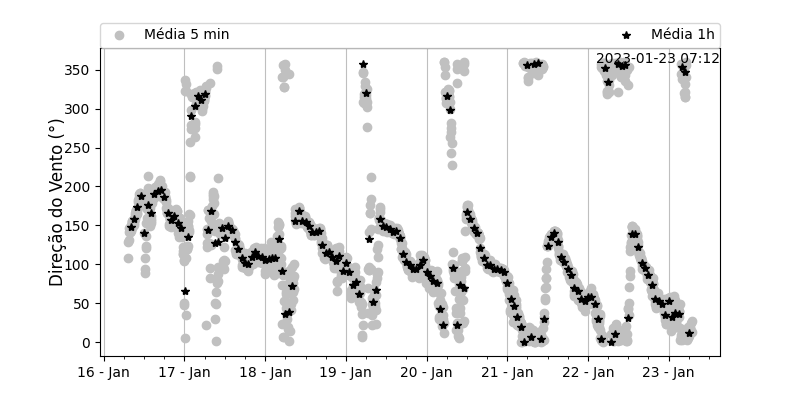 Média 5 min
Média 1h
2023-01-23 07:12
Direção do Vento (°)
350
300
250
200
150
100
50
0
16 - Jan
17 - Jan
18 - Jan
19 - Jan
20 - Jan
21 - Jan
22 - Jan
23 - Jan